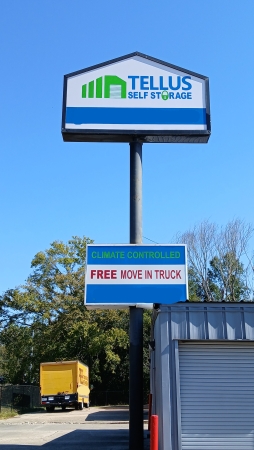 TELLUS
SELF STORAGE
CLIMATE CONTROLLED
FREE MOVE IN TRUCK